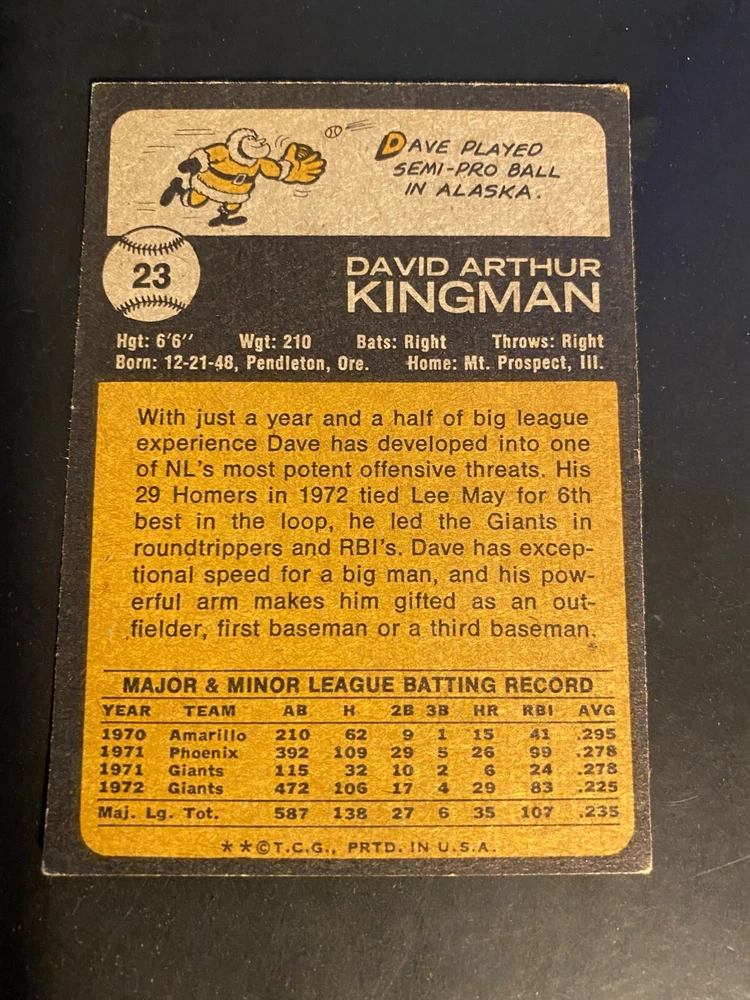 DAVE PLAYED
SEMI-PRO BALL
IN ALASKA.
23
DAVID ARTHUR
KINGMAN
Hgt: 6'6" Wgt: 210 Bats: Right Throws: Right
Born: 12-21-48, Pendleton, Ore. Home: Mt. Prospect, Ill.
With just a year and a half of big league
experience Dave has developed into one
of NL's most potent offensive threats. His
29 Homers in 1972 tied Lee May for 6th
best in the loop, he led the Giants in
roundtrippers and RBI's. Dave has excep-
tional speed for a big man, and his pow-
erful arm makes him gifted as an out-
fielder, first baseman or a third baseman.
MAJOR & MINOR LEAGUE BATTING RECORD
YEAR TEAM AB H 2B 3B HR RBI AVG
1970 Amarillo 210 62 9 1 15 41 .295
1971 Phoenix 392 109 29 5 26 99 .278
1971 Giants 115 32 10 2 6 24 .278
1972 Giants 472 106 17 4 29 83 .225
Maj. Lg. Tot. 587 138 27 6 35 107 .235
**©T.C.G., PRTD. IN U.S.A.